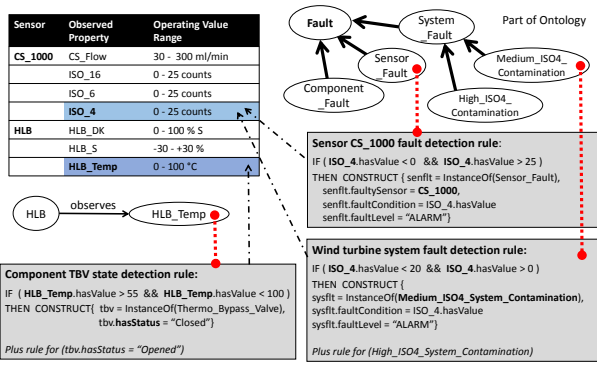 Sensor Observed Property Operating Value Range
CS_1000 CS_Flow 30 - 300 ml/min
ISO_16 0 - 25 counts
ISO_6 0 - 25 counts
ISO_4 0 - 25 counts
HLB HLB_DK 0 - 100 % S
HLB_S -30 - +30 %
HLB_Temp 0 - 100 °C
Part of Ontology
Fault
System
_Fault
Sensor
_Fault
Medium_ISO4_
Contamination
Component
_Fault
High_ISO4_
Contamination
Sensor CS_1000 fault detection rule:
IF ( ISO_4.hasValue < 0 && ISO_4.hasValue > 25 )
THEN CONSTRUCT { senflt = InstanceOf(Sensor_Fault),
senflt.faultySensor = CS_1000,
senflt.faultCondition = ISO_4.hasValue
senflt.faultLevel = “ALARM”}
HLB
observes
HLB_Temp
Wind turbine system fault detection rule:
IF ( ISO_4.hasValue < 20 && ISO_4.hasValue > 0 )
THEN CONSTRUCT {
sysflt = InstanceOf(Medium_ISO4_System_Contamination),
sysflt.faultCondition = ISO_4.hasValue
sysflt.faultLevel = “ALARM”}
Plus rule for (High_ISO4_System_Contamination)
Component TBV state detection rule:
IF ( HLB_Temp.hasValue > 55 && HLB_Temp.hasValue < 100 )
THEN CONSTRUCT{ tbv = InstanceOf(Thermo_Bypass_Valve),
tbv.hasStatus = “Closed”}
Plus rule for (tbv.hasStatus = “Opened”)